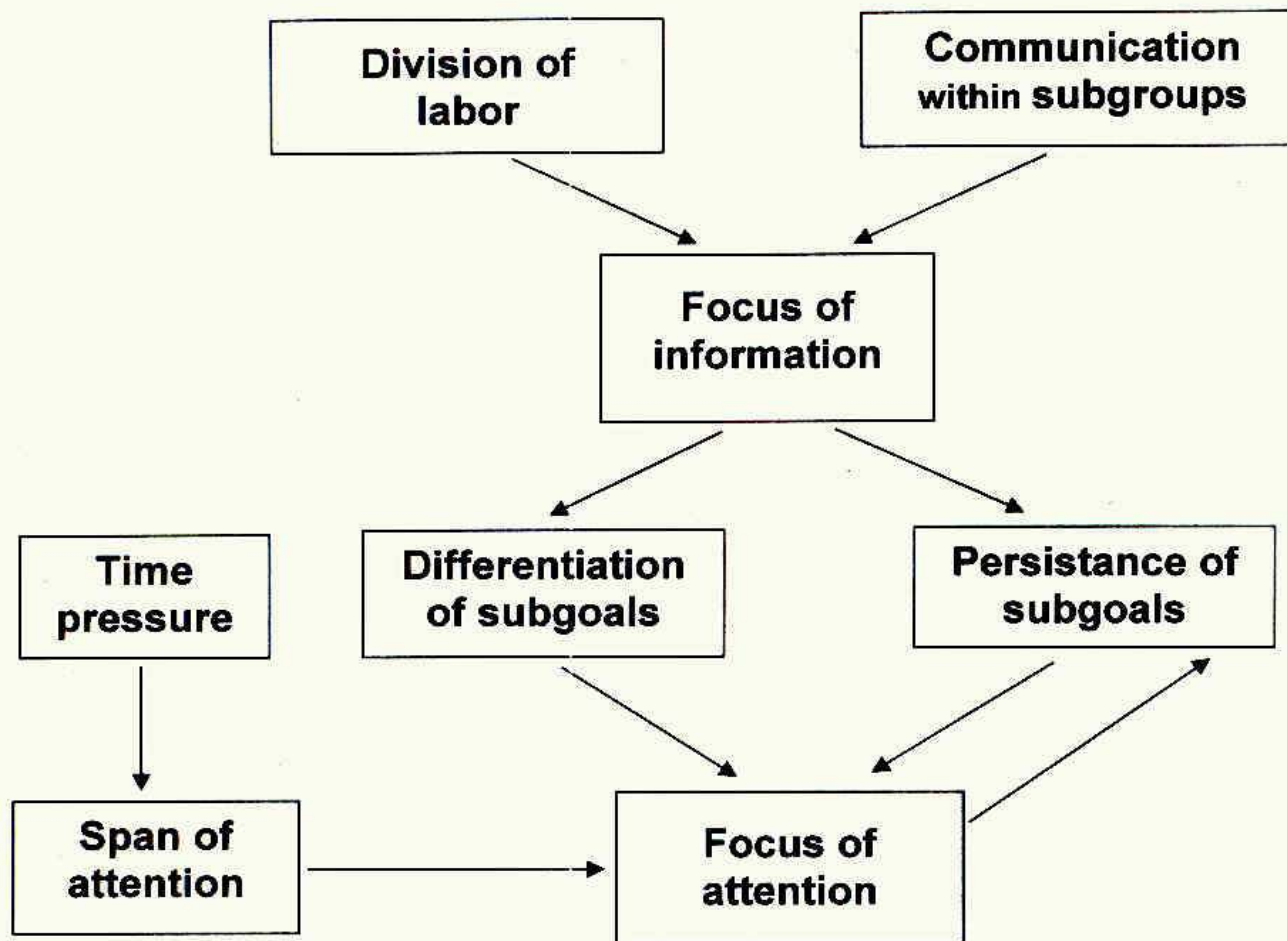 Division of
labor
Communication
within subgroups
Focus of
information
Time
pressure
Differentiation
of subgoals
Persistance of
subgoals
Span of
attention
Focus of
attention